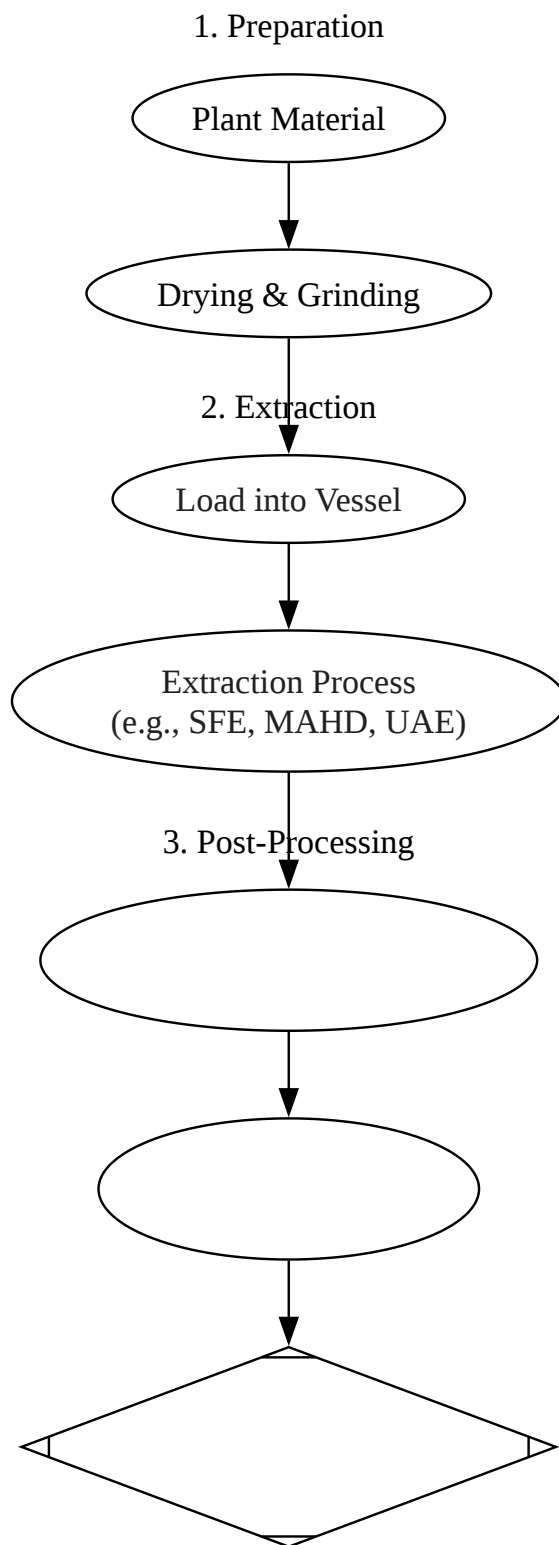 1. Preparation
Plant Material
Drying & Grinding
2. Extraction
Load into Vessel
Extraction Process
(e.g., SFE, MAHD, UAE)
3. Post-Processing